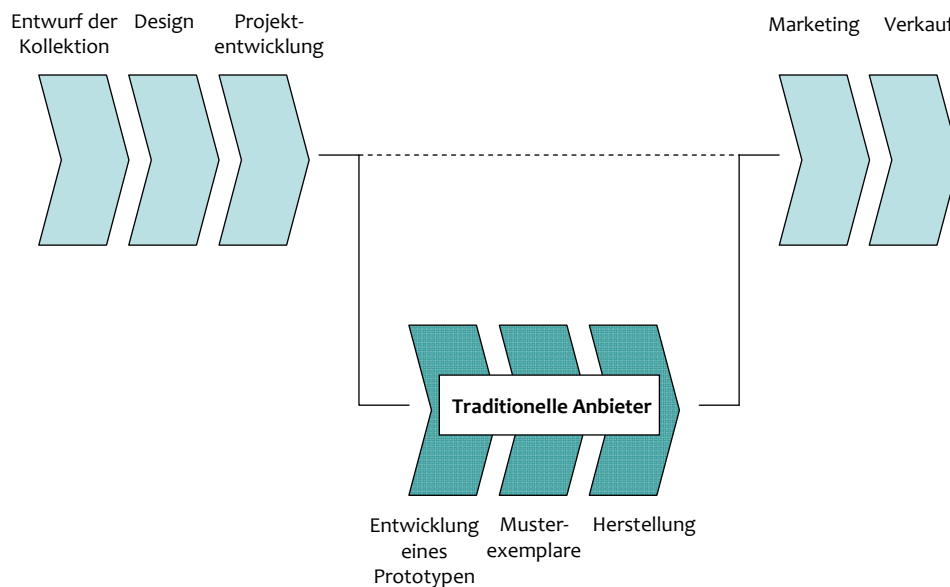 Entwurf der
Kollektion
Design
Projekt-
entwicklung
Marketing
Verkauf
Traditionelle Anbieter
Entwicklung
eines
Prototypen
Muster-
exemplare
Herstellung